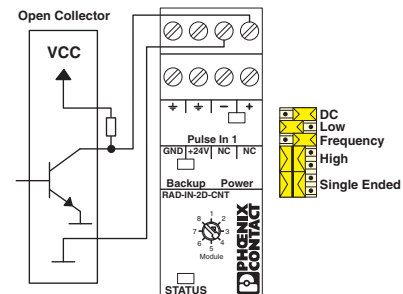 Open Collector
VCC
- +
Pulse In 1
GND +24V NC NC
Backup Power
RAD-IN-2D-CNT
1
2
3
4
5
6
7
8
Module
STATUS
PHŒNIX
CONTACT
DC
Low
Frequency
High
Single Ended